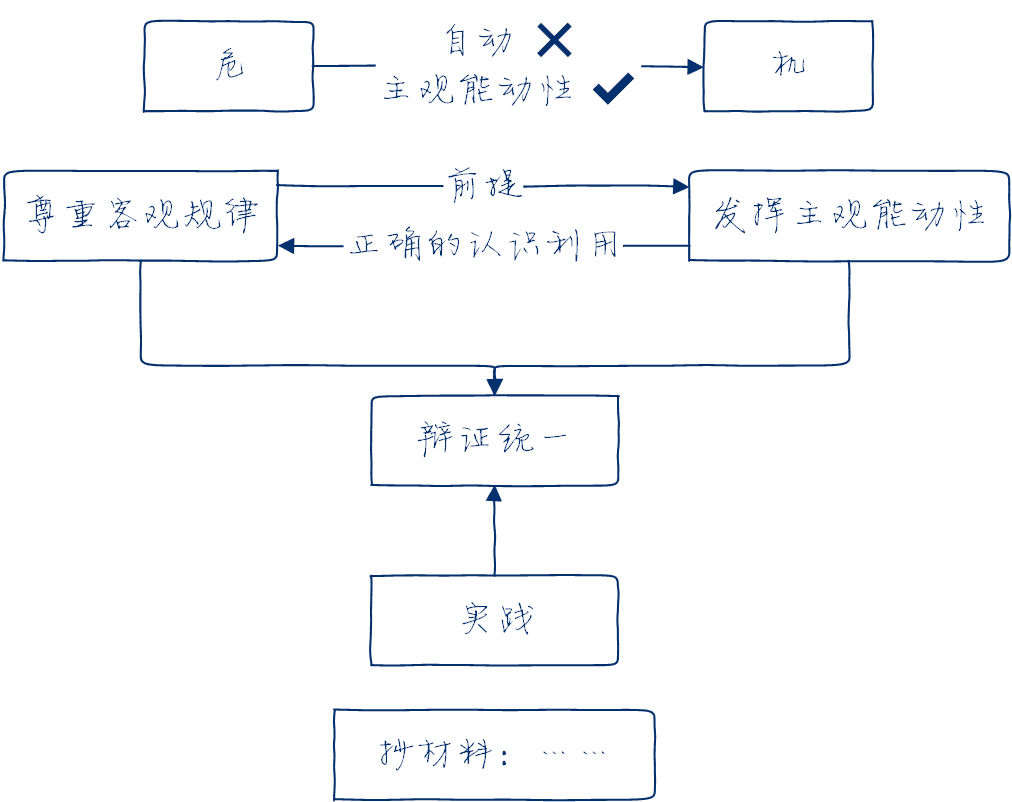 危
自动
主观能动性
机
尊重客观规律
前提
正确的认识利用
发挥主观能动性
辩证统一
实践
抄材料：……